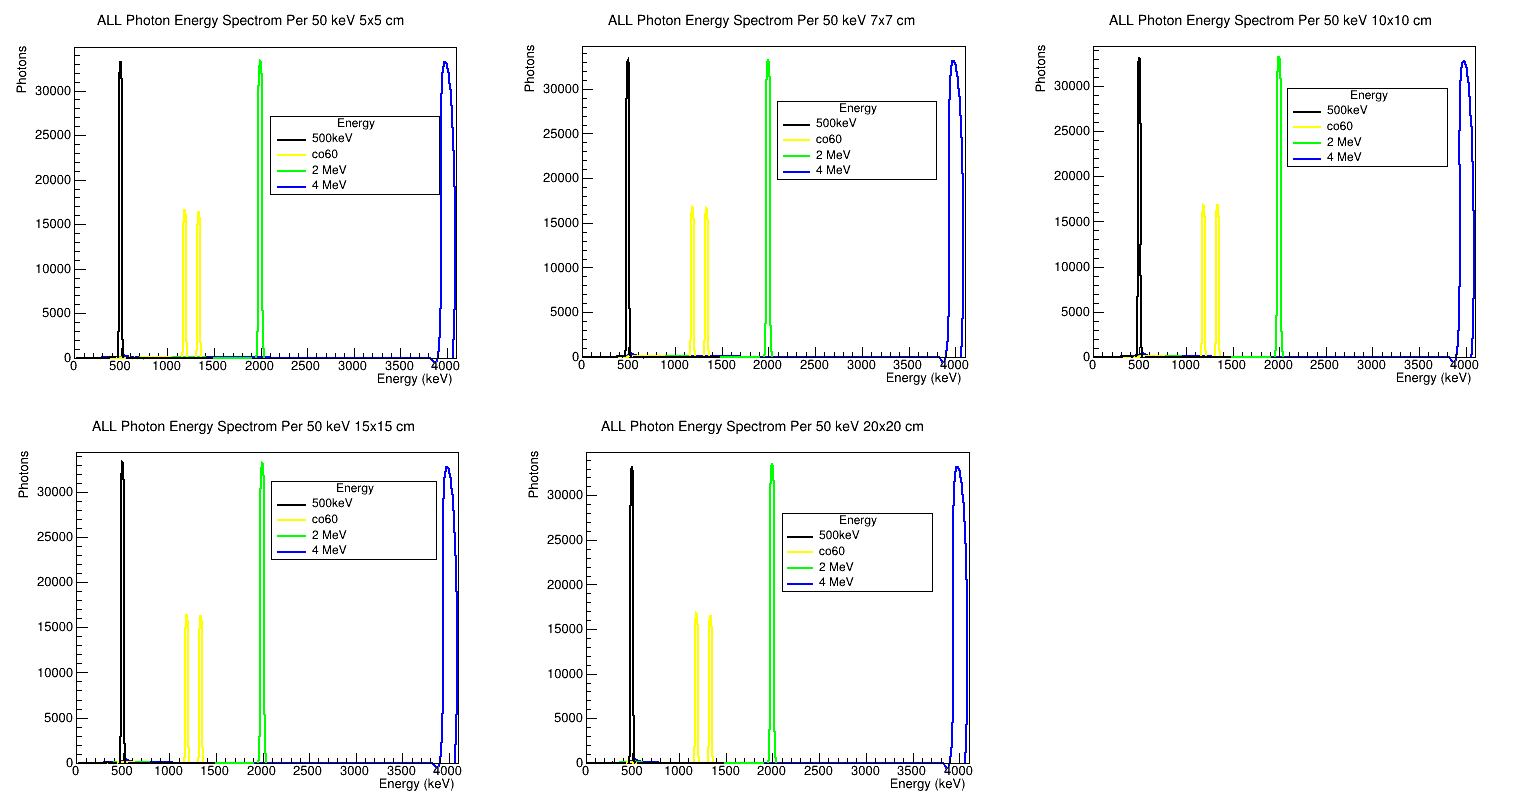 ALL Photon Energy Spectrom Per 50 keV 5x5 cm
Photons
30000
25000
20000
15000
10000
5000
0
0 500 1000 1500 2000 2500 3000 3500 4000
Energy (keV)
Energy
500keV
co60
2 MeV
4 MeV
ALL Photon Energy Spectrom Per 50 keV 7x7 cm
Photons
30000
25000
20000
15000
10000
5000
0
0 500 1000 1500 2000 2500 3000 3500 4000
Energy (keV)
Energy
500keV
co60
2 MeV
4 MeV
ALL Photon Energy Spectrom Per 50 keV 10x10 cm
Photons
30000
25000
20000
15000
10000
5000
0
0 500 1000 1500 2000 2500 3000 3500 4000
Energy (keV)
Energy
500keV
co60
2 MeV
4 MeV
ALL Photon Energy Spectrom Per 50 keV 15x15 cm
Photons
30000
25000
20000
15000
10000
5000
0
0 500 1000 1500 2000 2500 3000 3500 4000
Energy (keV)
Energy
500keV
co60
2 MeV
4 MeV
ALL Photon Energy Spectrom Per 50 keV 20x20 cm
Photons
30000
25000
20000
15000
10000
5000
0
0 500 1000 1500 2000 2500 3000 3500 4000
Energy (keV)
Energy
500keV
co60
2 MeV
4 MeV